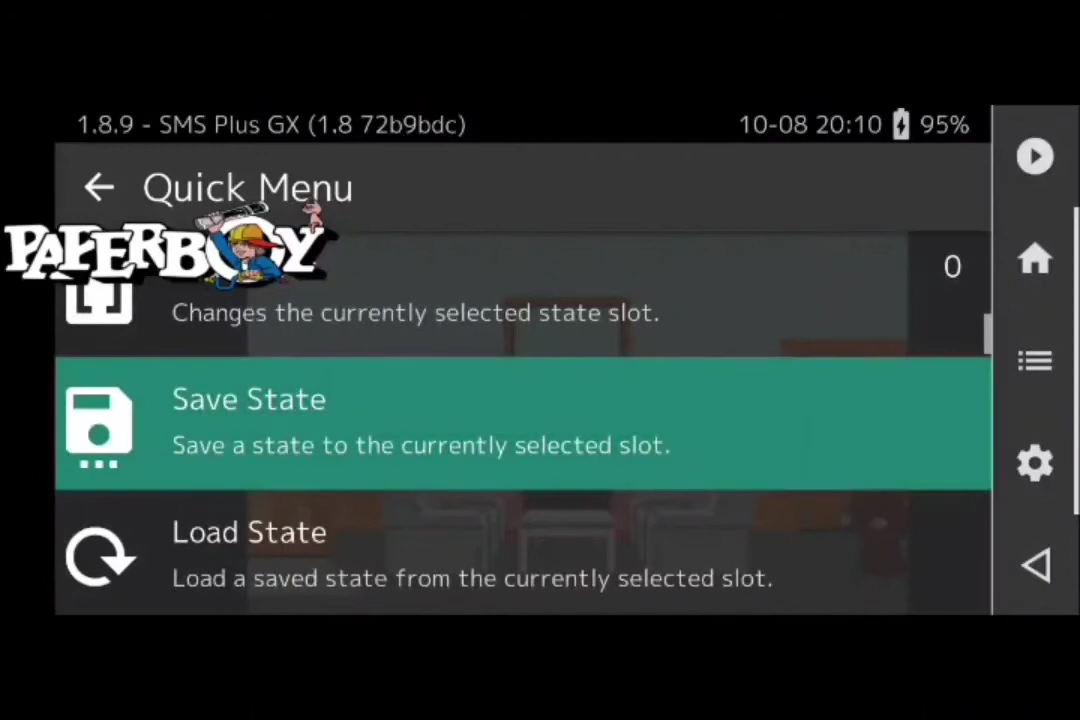 1.8.9 - SMS Plus GX (1.8 72b9bdc)
10-08 20:10 95%
Quick Menu
PAPERBOY
0
Changes the currently selected state slot.
Save State
Save a state to the currently selected slot.
Load State
Load a saved state from the currently selected slot.